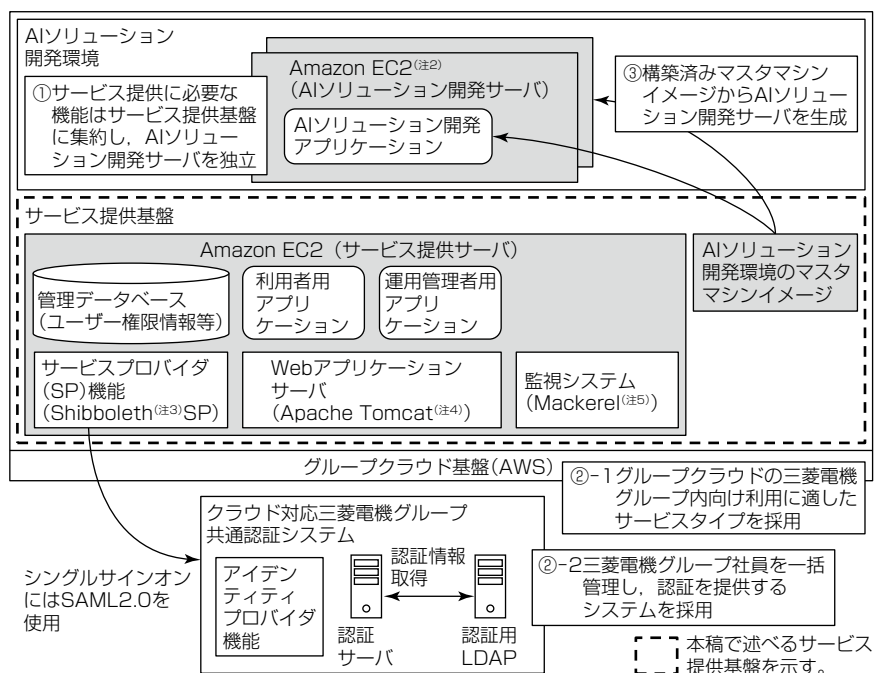 AIソリューション
開発環境
①サービス提供に必要な
機能はサービス提供基盤
に集約し，AIソリュー
ション開発サーバを独立
Amazon EC2(注2)
(AIソリューション開発サーバ)
AIソリューション開発
アプリケーション
③構築済みマスタマシン
イメージからAIソリュー
ション開発サーバを生成
サービス提供基盤
Amazon EC2（サービス提供サーバ）
管理データベース
(ユーザー権限情報等)
利用者用
アプリ
ケーション
運用管理者用
アプリ
ケーション
AIソリューション
開発環境のマスタ
マシンイメージ
サービスプロバイダ
(SP)機能
(Shibboleth(注3)SP)
Webアプリケーション
サーバ
(Apache Tomcat(注4))
監視システム
(Mackerel(注5))
グループクラウド基盤(AWS)
②-1グループクラウドの三菱電機
グループ内向け利用に適した
サービスタイプを採用
クラウド対応三菱電機グループ
共通認証システム
アイデン
ティティ
プロバイダ
機能
認証情報
取得
認証
サーバ
認証用
LDAP
②-2三菱電機グループ社員を一括
管理し，認証を提供する
システムを採用
シングルサインオン
にはSAML2.0を
使用
本稿で述べるサービス
提供基盤を示す。